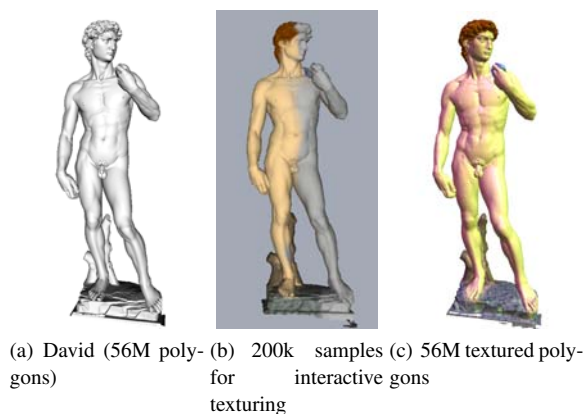 (a) David (56M poly-
gons)
(b) 200k samples
for interactive
texturing
(c) 56M textured poly-
gons